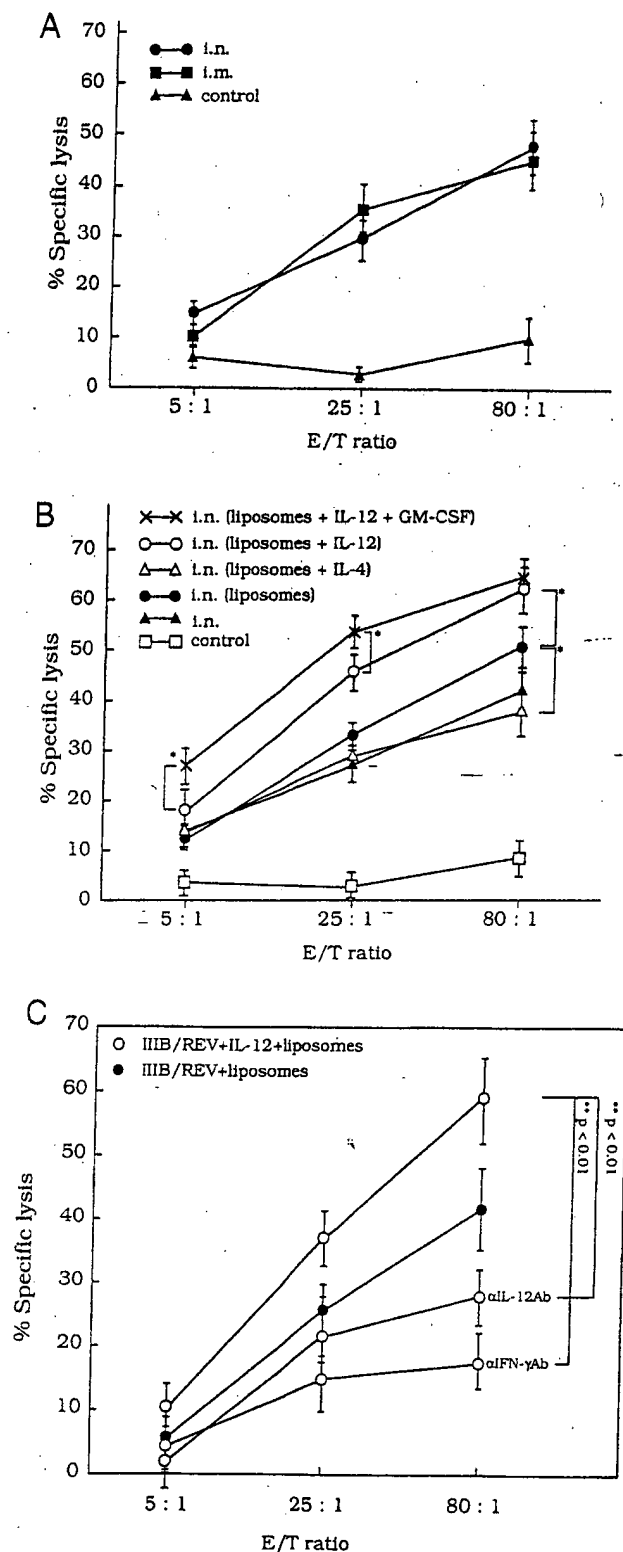 A
70
60
50
40
30
20
10
0
% Specific lysis
i.n.
i.m.
control
5 : 1
25 : 1
80 : 1
E/T ratio
B
i.n. (liposomes + IL-12 + GM-CSF)
i.n. (liposomes + IL-12)
i.n. (liposomes + IL-4)
i.n. (liposomes)
i.n.
control
70
60
50
40
30
20
10
0
% Specific lysis
*
*
*
*
5 : 1
25 : 1
80 : 1
E/T ratio
C
70
60
50
40
30
20
10
0
% Specific lysis
IIIB/REV+IL-12+liposomes
IIIB/REV+liposomes
** p < 0.01
** p < 0.01
αIL-12Ab
αIFN-γAb
5 : 1
25 : 1
80 : 1
E/T ratio